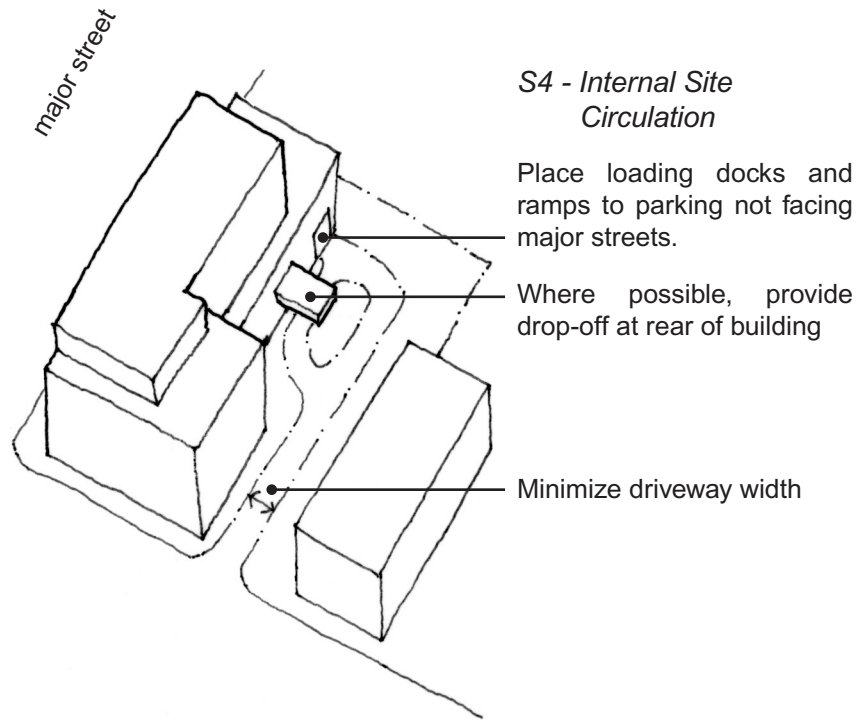 major street
S4 - Internal Site
Circulation
Place loading docks and
ramps to parking not facing
major streets.
Where possible, provide
drop-off at rear of building
Minimize driveway width